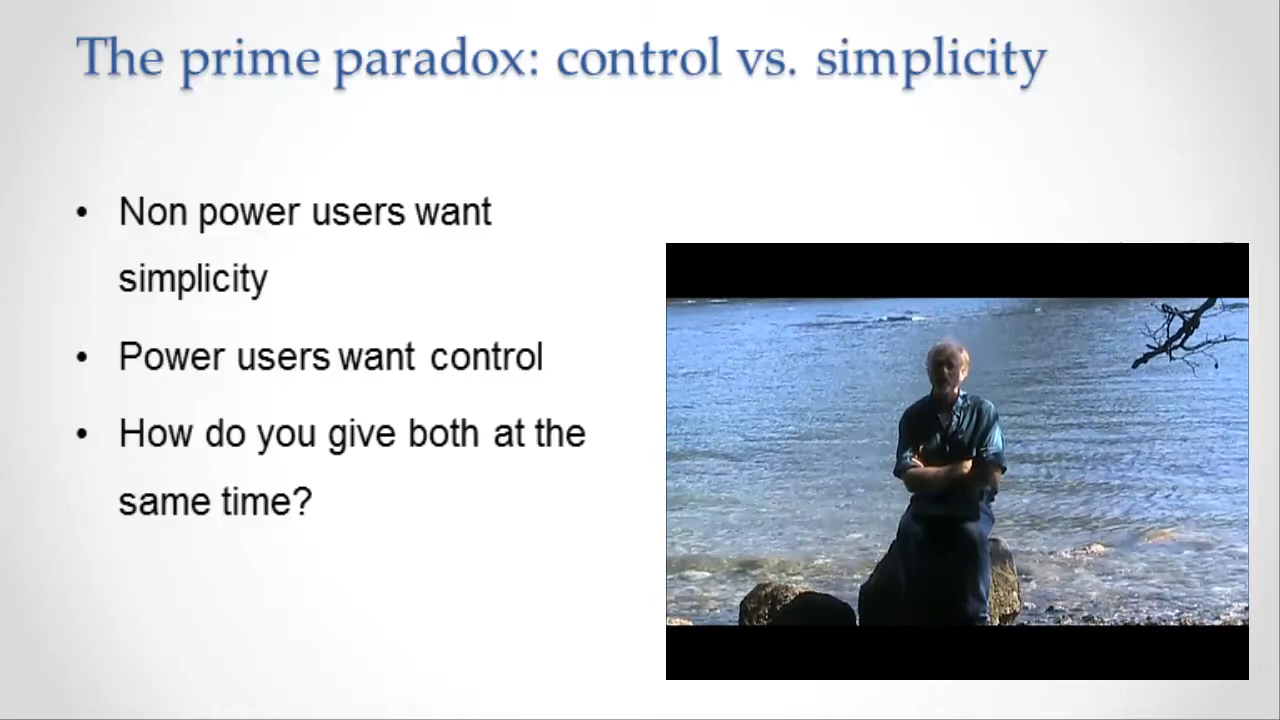 The prime paradox: control vs. simplicity
• Non power users want
simplicity
• Power users want control
• How do you give both at the
same time?